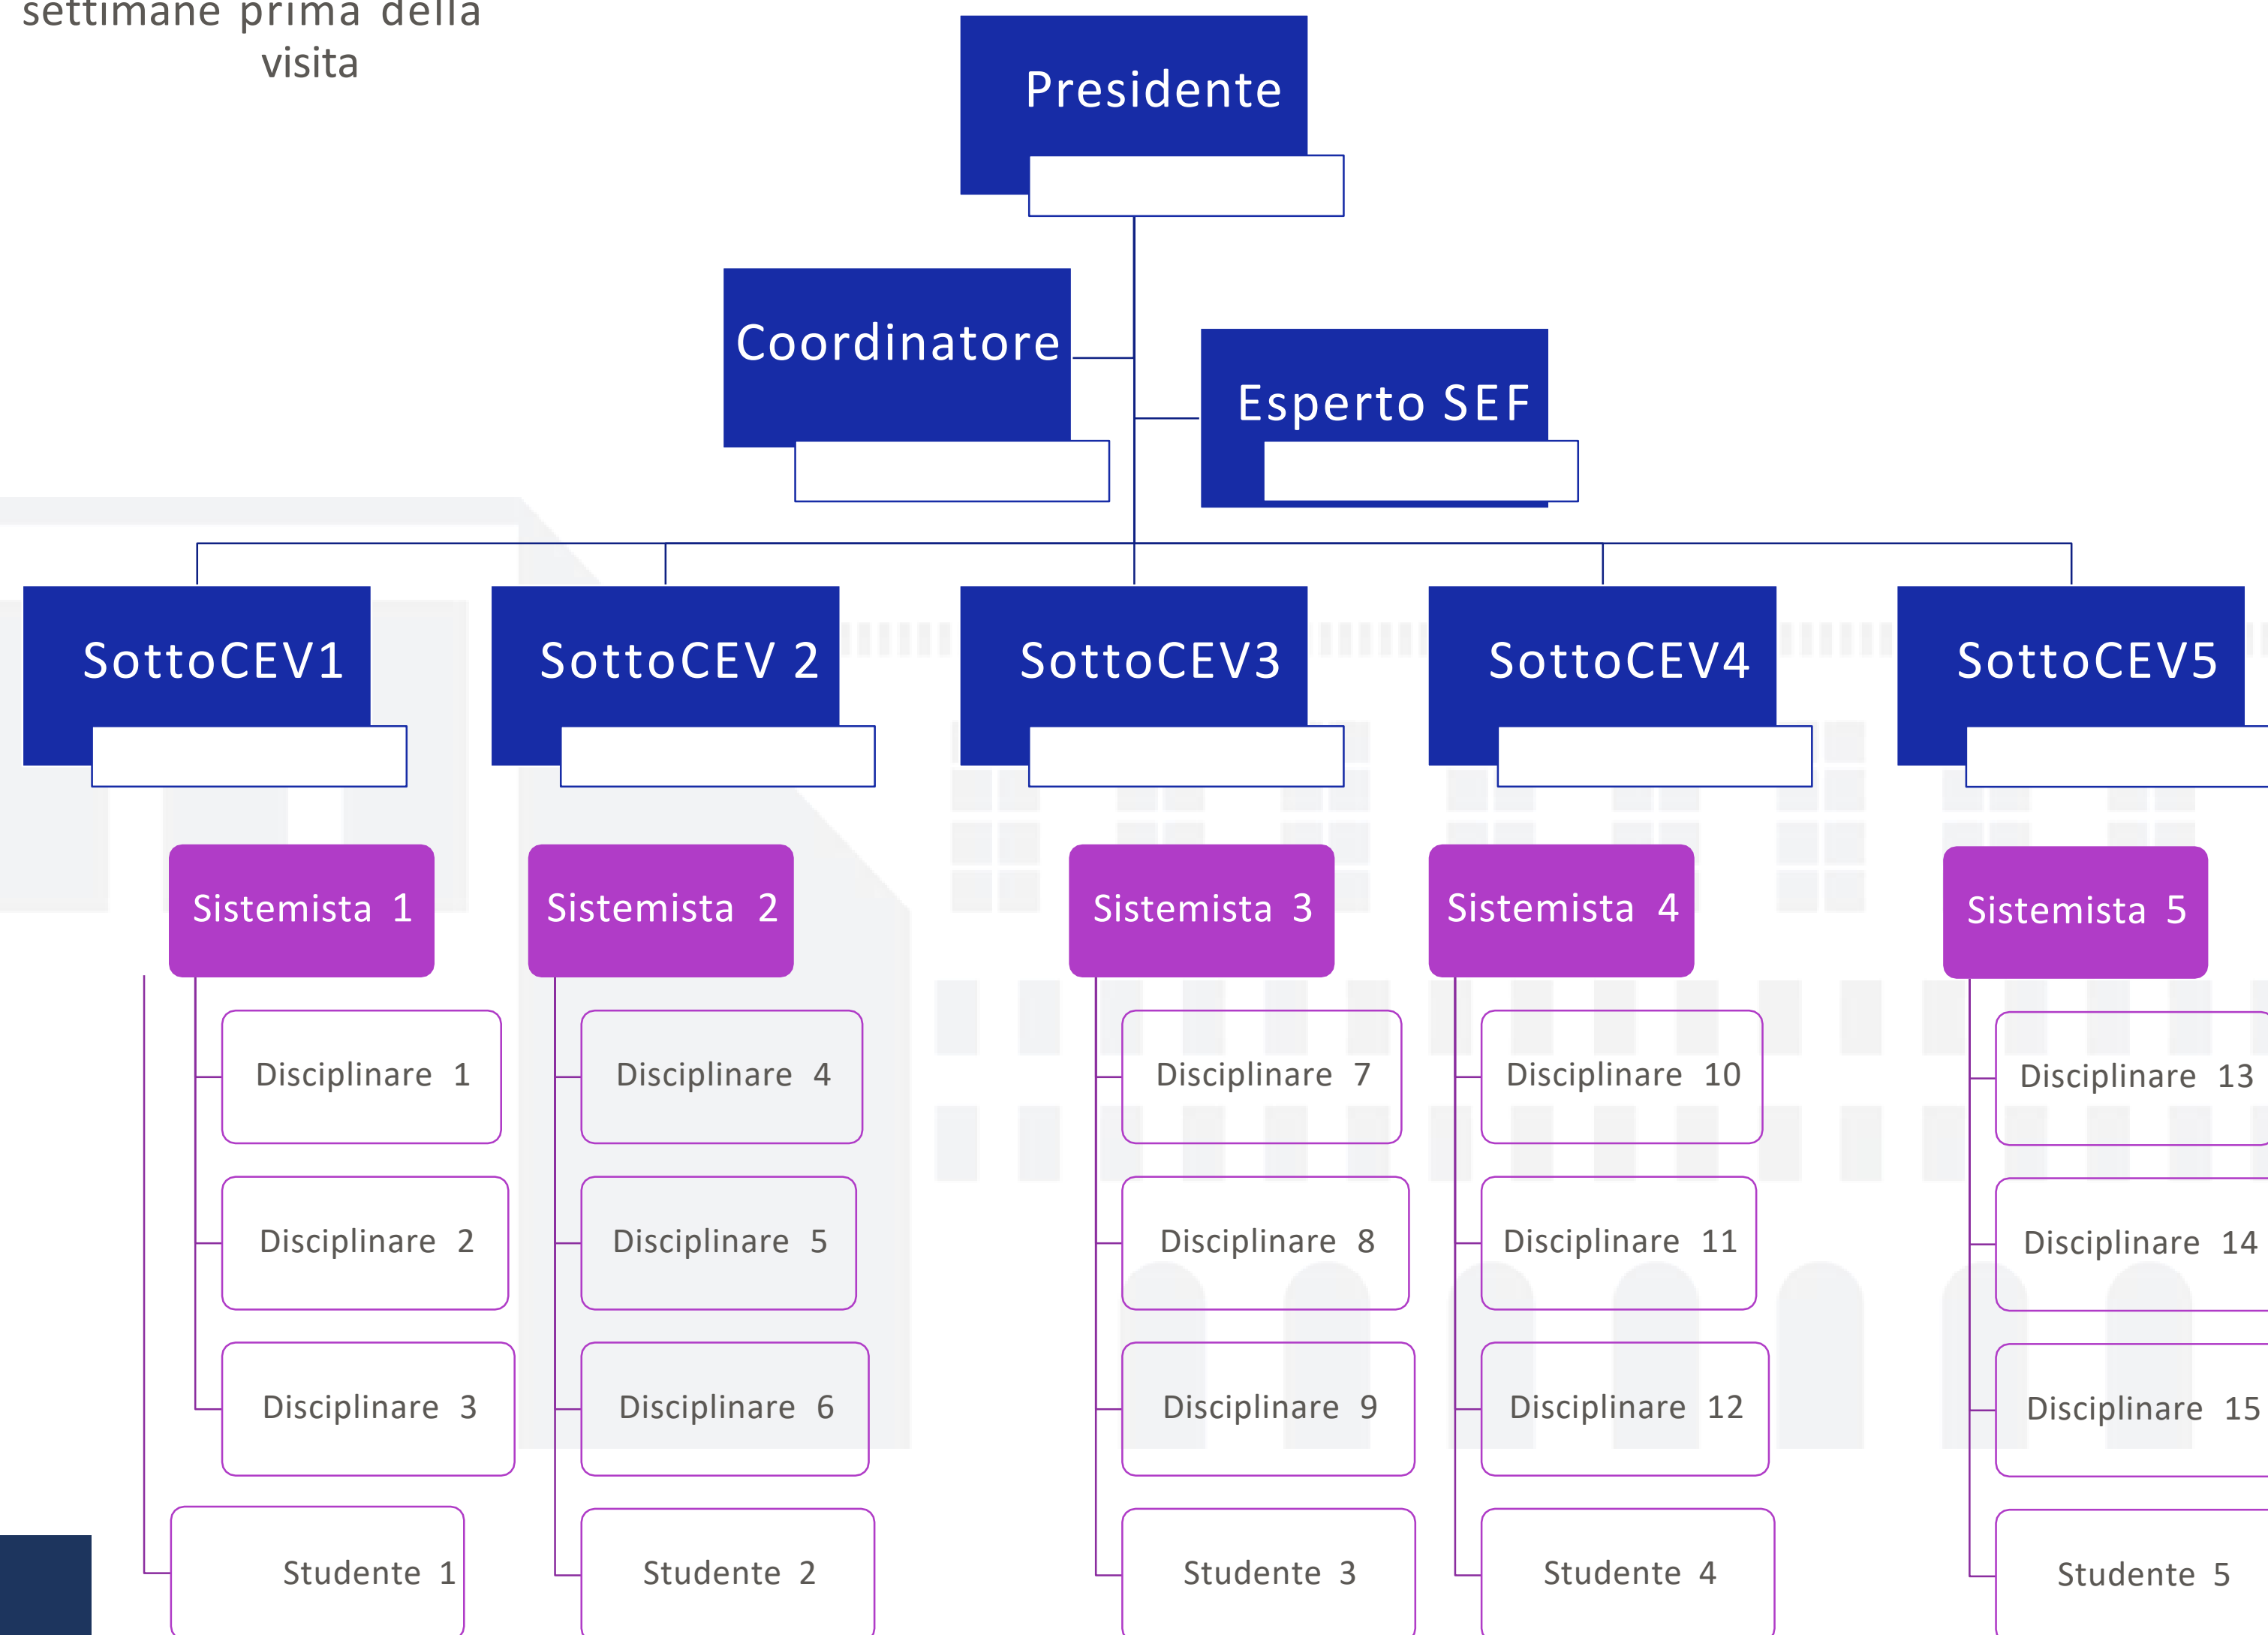 settimane prima della
visita
Presidente
Coordinatore
Esperto SEF
SottoCEV1
SottoCEV 2
SottoCEV3
SottoCEV4
SottoCEV5
Sistemista 1
Sistemista 2
Sistemista 3
Sistemista 4
Sistemista 5
Disciplinare 1
Disciplinare 4
Disciplinare 7
Disciplinare 10
Disciplinare 13
Disciplinare 2
Disciplinare 5
Disciplinare 8
Disciplinare 11
Disciplinare 14
Disciplinare 3
Disciplinare 6
Disciplinare 9
Disciplinare 12
Disciplinare 15
Studente 1
Studente 2
Studente 3
Studente 4
Studente 5